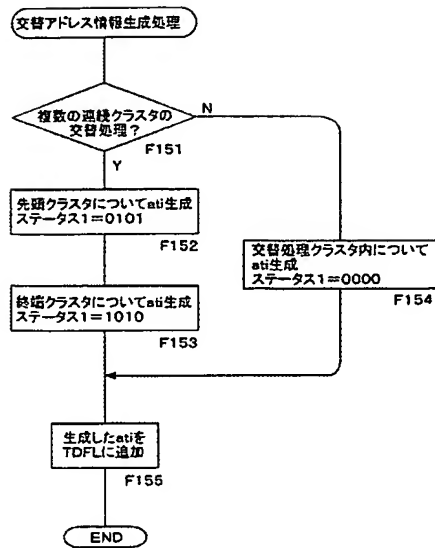 交替アドレス情報生成処理
複数の連続クラスタの
交替処理？
N
F151
Y
先頭クラスタについてati生成
ステータス1＝0101
F152
交替処理クラスタ内について
ati生成
ステータス1＝0000
F154
終端クラスタについてati生成
ステータス1＝1010
F153
生成したatiを
TDFLに追加
F155
END